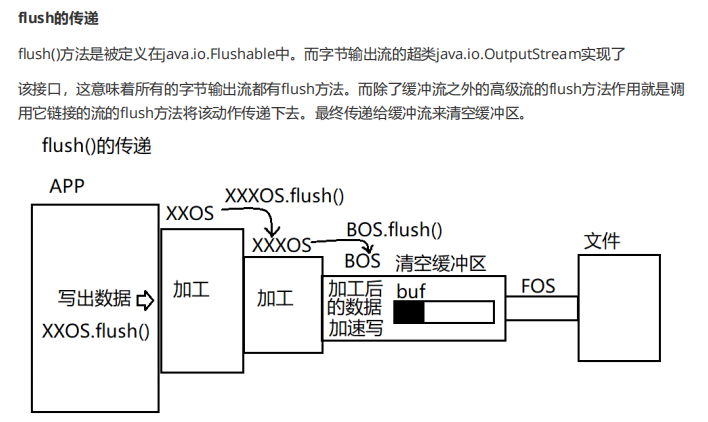 flush的传递
flush()方法是被定义在java.io.Flushable中。而字节输出流的超类java.io.OutputStream实现了
该接口，这意味着所有的字节输出流都有flush方法。而除了缓冲流之外的高级流的flush方法作用就是调
用它链接的流的flush方法将该动作传递下去。最终传递给缓冲流来清空缓冲区。
flush()的传递
APP
XXOS
XXXOS.flush()
XXXOS
BOS.flush()
BOS
清空缓冲区
文件
写出数据
XXOS.flush()
加工
加工
加工后
的数据
加速写
buf
FOS